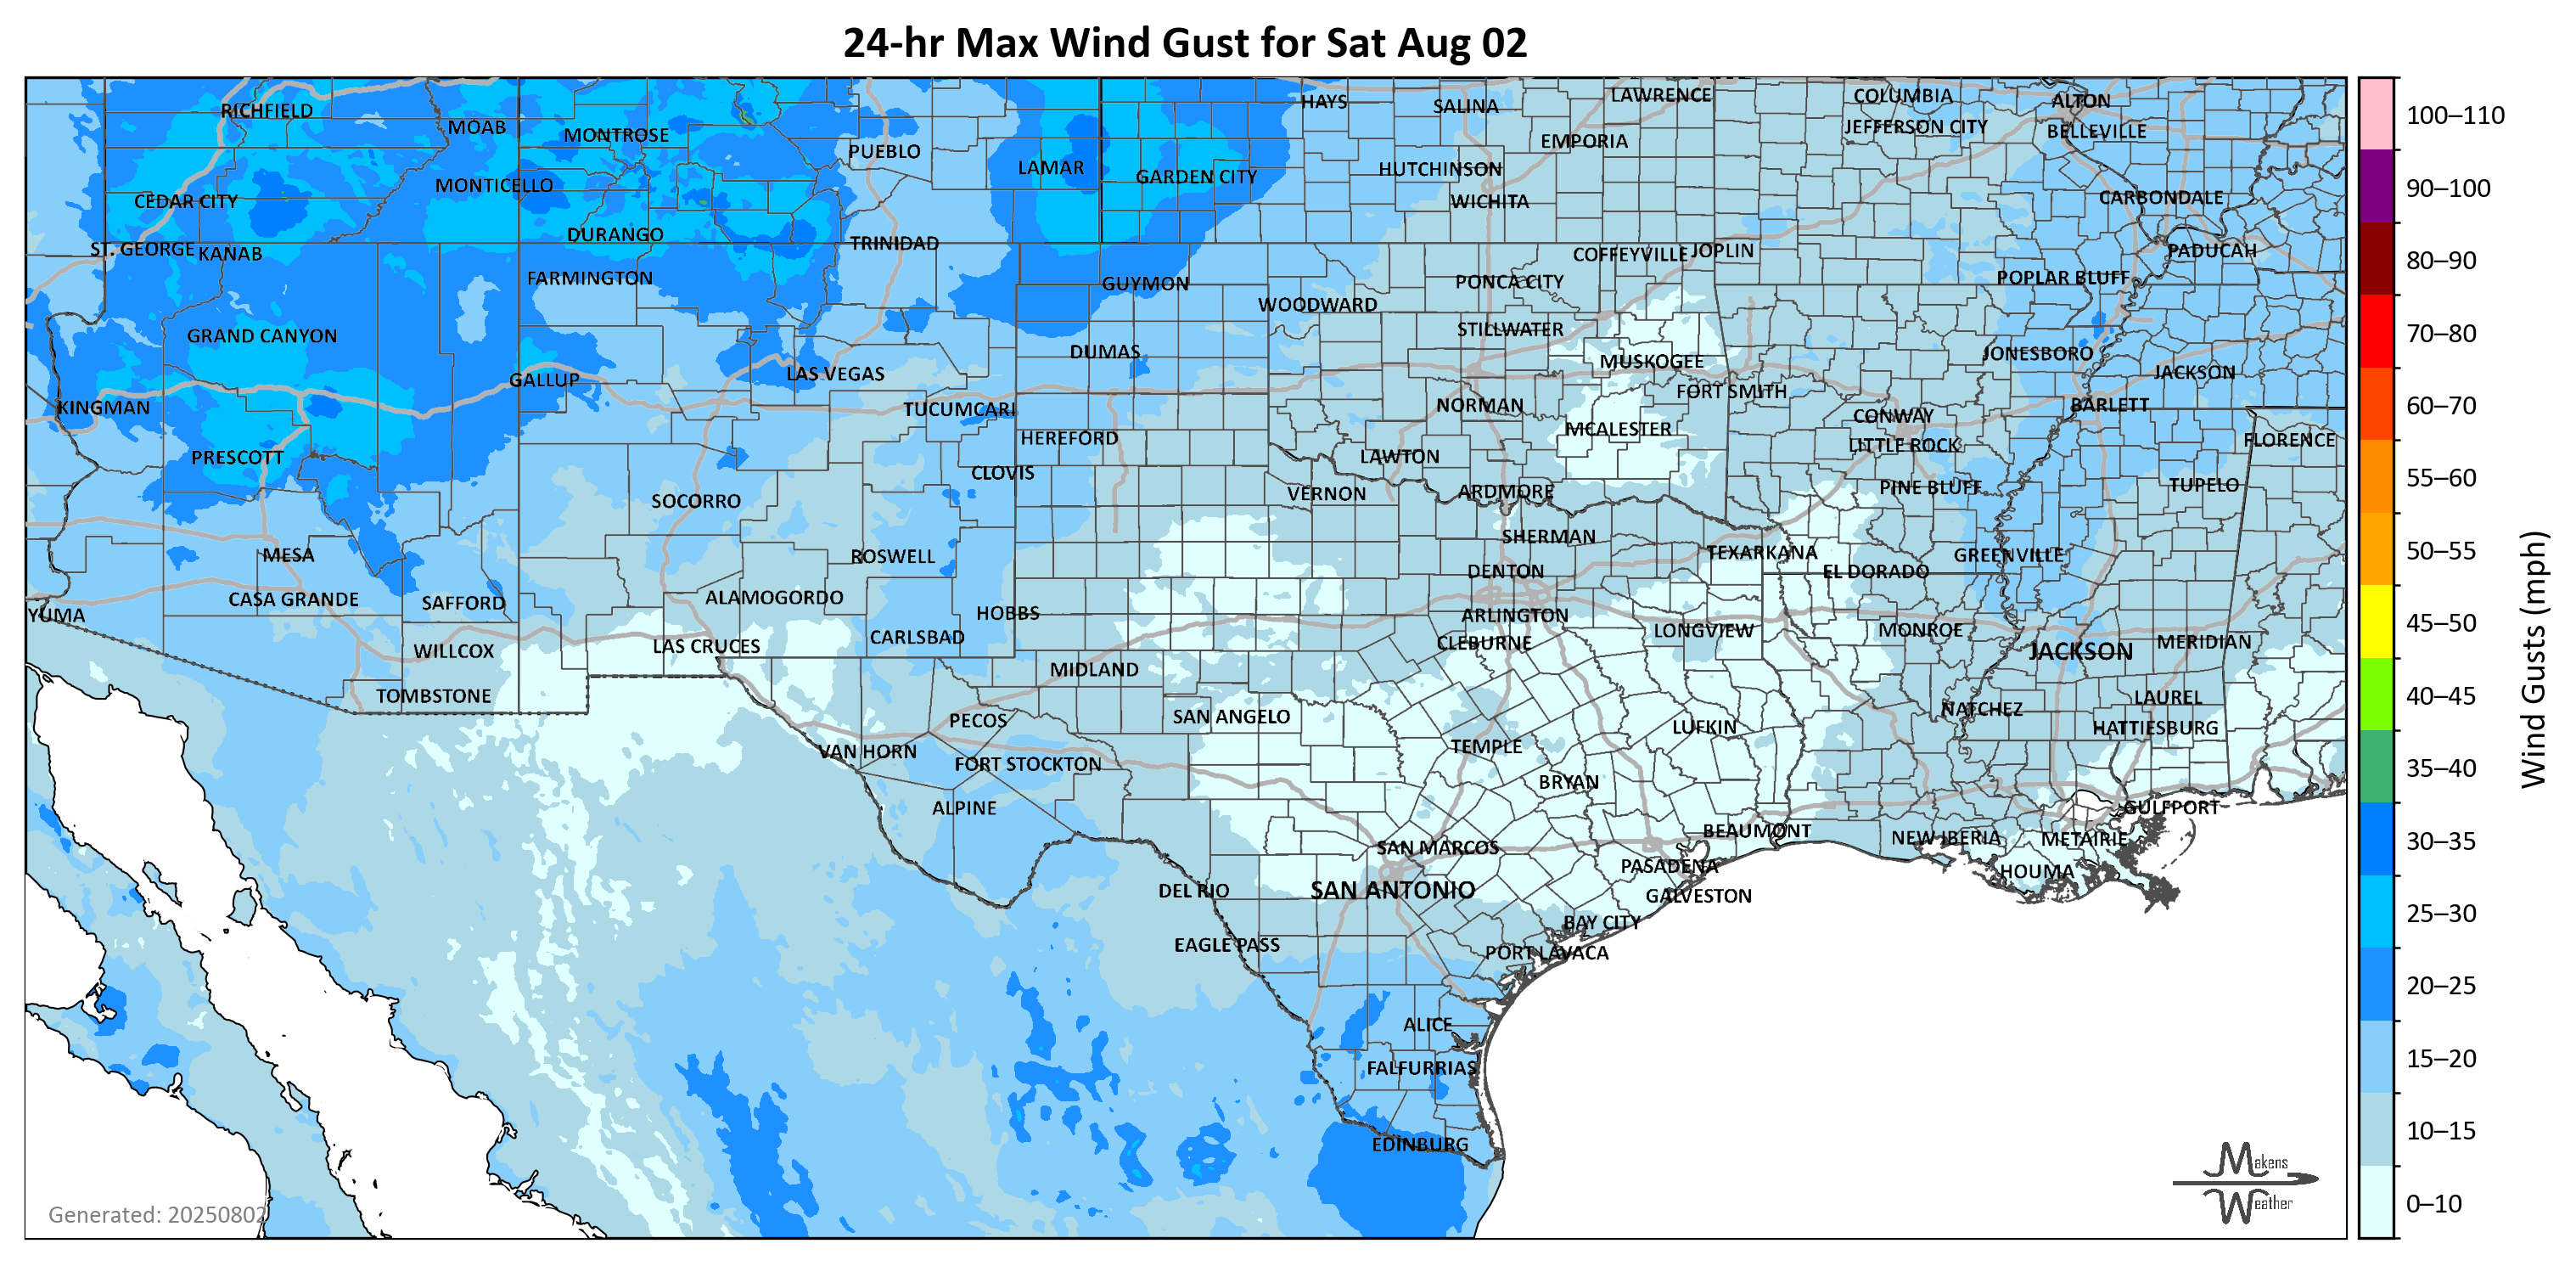 24-hr Max Wind Gust for Sat Aug 02
RICHFIELD
MOAB
MONTROSE
PUEBLO
LAMAR
GARDEN CITY
HAYS
SALINA
LAWRENCE
COLUMBIA
ALTON
EMPORIA
JEFFERSON CITY
BELLEVILLE
HUTCHINSON
MONTICELLO
CEDAR CITY
WICHITA
CARBONDALE
DURANGO
TRINIDAD
ST. GEORGE
KANAB
COFFEYVILLE
JOPLIN
PADUCAH
FARMINGTON
GUYMON
PONCA CITY
POPLAR BLUFF
WOODWARD
GRAND CANYON
STILLWATER
DUMAS
MUSKOGEE
JONESBORO
GALLUP
LAS VEGAS
JACKSON
FORT SMITH
KINGMAN
TUCUMCARI
NORMAN
CONWAY
BARLETT
HEREFORD
MCALESTER
LITTLE ROCK
FLORENCE
PRESCOTT
LAWTON
CLOVIS
VERNON
ARDMORE
PINE BLUFF
TUPELO
SOCORRO
SHERMAN
MESA
ROSWELL
TEXARKANA
GREENVILLE
DENTON
EL DORADO
CASA GRANDE
SAFFORD
ALAMOGORDO
HOBBS
ARLINGTON
YUMA
CARLSBAD
CLEBURNE
LONGVIEW
MONROE
WILLCOX
LAS CRUCES
JACKSON
MERIDIAN
MIDLAND
TOMBSTONE
LAUREL
PECOS
SAN ANGELO
NATCHEZ
LUFKIN
HATTIESBURG
VAN HORN
TEMPLE
FORT STOCKTON
BRYAN
ALPINE
GULFPORT
BEAUMONT
NEW IBERIA
METAIRIE
SAN MARCOS
PASADENA
HOUMA
DEL RIO
SAN ANTONIO
GALVESTON
BAY CITY
EAGLE PASS
PORT LAVACA
ALICE
FALFURRIAS
EDINBURG
Generated: 20250802
Makens
Weather
100–110
90–100
80–90
70–80
60–70
55–60
50–55
45–50
40–45
35–40
30–35
25–30
20–25
15–20
10–15
0–10
Wind Gusts (mph)